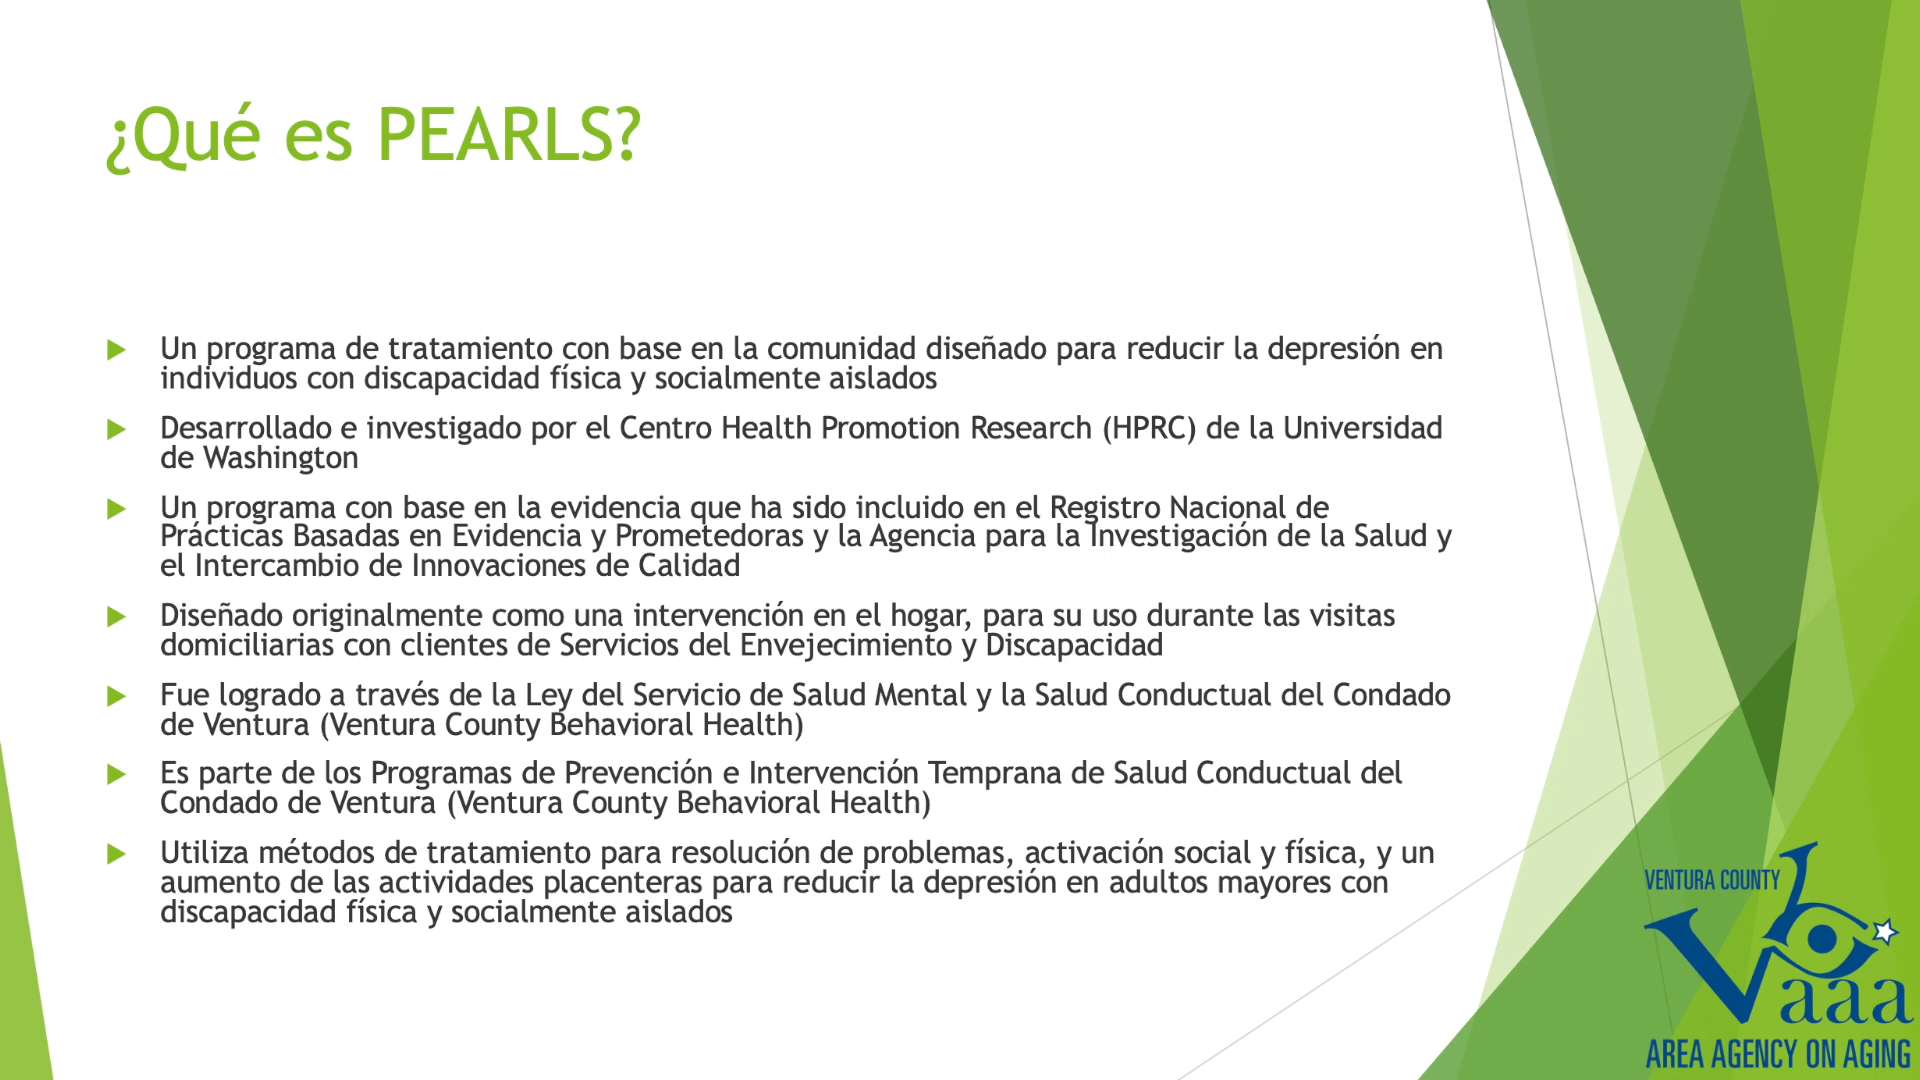 ¿Qué es PEARLS?
Un programa de tratamiento con base en la comunidad diseñado para reducir la depresión en
individuos con discapacidad física y socialmente aislados
Desarrollado e investigado por el Centro Health Promotion Research (HPRC) de la Universidad
de Washington
Un programa con base en la evidencia que ha sido incluido en el Registro Nacional de
Prácticas Basadas en Evidencia y Prometedoras y la Agencia para la Investigación de la Salud y
el Intercambio de Innovaciones de Calidad
Diseñado originalmente como una intervención en el hogar, para su uso durante las visitas
domiciliarias con clientes de Servicios del Envejecimiento y Discapacidad
Fue logrado a través de la Ley del Servicio de Salud Mental y la Salud Conductual del Condado
de Ventura (Ventura County Behavioral Health)
Es parte de los Programas de Prevención e Intervención Temprana de Salud Conductual del
Condado de Ventura (Ventura County Behavioral Health)
Utiliza métodos de tratamiento para resolución de problemas, activación social y física, y un
aumento de las actividades placenteras para reducir la depresión en adultos mayores con
discapacidad física y socialmente aislados
VENTURA COUNTY
Vaaa
AREA AGENCY ON AGING